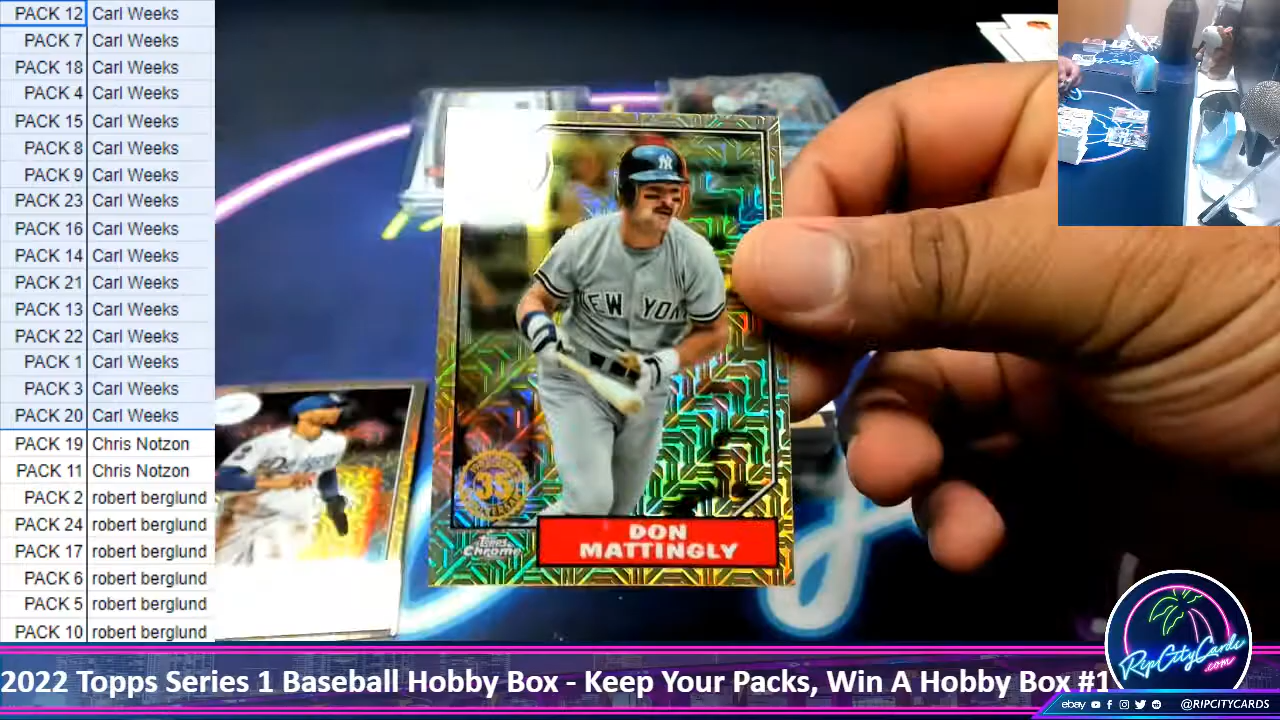 PACK 12 Carl Weeks
PACK 7 Carl Weeks
PACK 18 Carl Weeks
PACK 4 Carl Weeks
PACK 15 Carl Weeks
PACK 8 Carl Weeks
PACK 9 Carl Weeks
PACK 23 Carl Weeks
PACK 16 Carl Weeks
PACK 14 Carl Weeks
PACK 21 Carl Weeks
PACK 13 Carl Weeks
PACK 22 Carl Weeks
PACK 1 Carl Weeks
PACK 3 Carl Weeks
PACK 20 Carl Weeks
PACK 19 Chris Notzon
PACK 11 Chris Notzon
PACK 2 robert berglund
PACK 24 robert berglund
PACK 17 robert berglund
PACK 6 robert berglund
PACK 5 robert berglund
PACK 10 robert berglund
NY
NEW YORK
35
Topps
Chrome
DON
MATTINGLY
Dodgers
RipCityCards
.com
2022 Topps Series 1 Baseball Hobby Box - Keep Your Packs, Win A Hobby Box #1
ebay @RIPCITYCARDS